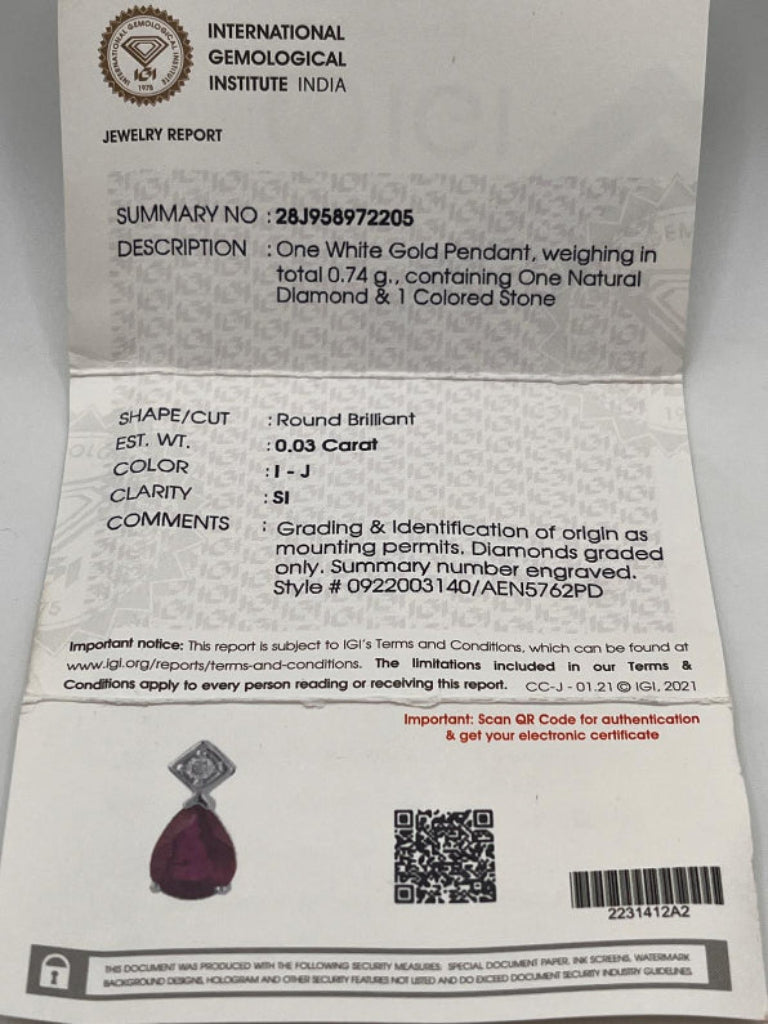 INTERNATIONAL GEMOLOGICAL INSTITUTE
IGI
1975
INTERNATIONAL
GEMOLOGICAL
INSTITUTE INDIA
JEWELRY REPORT
SUMMARY NO : 28J958972205
DESCRIPTION : One White Gold Pendant, weighing in
total 0.74 g., containing One Natural
Diamond & 1 Colored Stone
SHAPE/CUT : Round Brilliant
EST. WT. : 0.03 Carat
COLOR : I - J
CLARITY : SI
COMMENTS : Grading & Identification of origin as
mounting permits. Diamonds graded
only. Summary number engraved.
Style # 0922003140/AEN5762PD
Important notice: This report is subject to IGI's Terms and Conditions, which can be found at
www.igi.org/reports/terms-and-conditions. The limitations included in our Terms &
Conditions apply to every person reading or receiving this report. CC-J - 01.21 © IGI, 2021
Important: Scan QR Code for authentication
& get your electronic certificate
2231412A2
THIS DOCUMENT WAS PRODUCED WITH THE FOLLOWING SECURITY MEASURES: SPECIAL DOCUMENT PAPER, INK SCREENS, WATERMARK
BACKGROUND DESIGNS, HOLOGRAM AND OTHER SECURITY FEATURES NOT LISTED AND DO EXCEED DOCUMENT SECURITY INDUSTRY GUIDELINES.